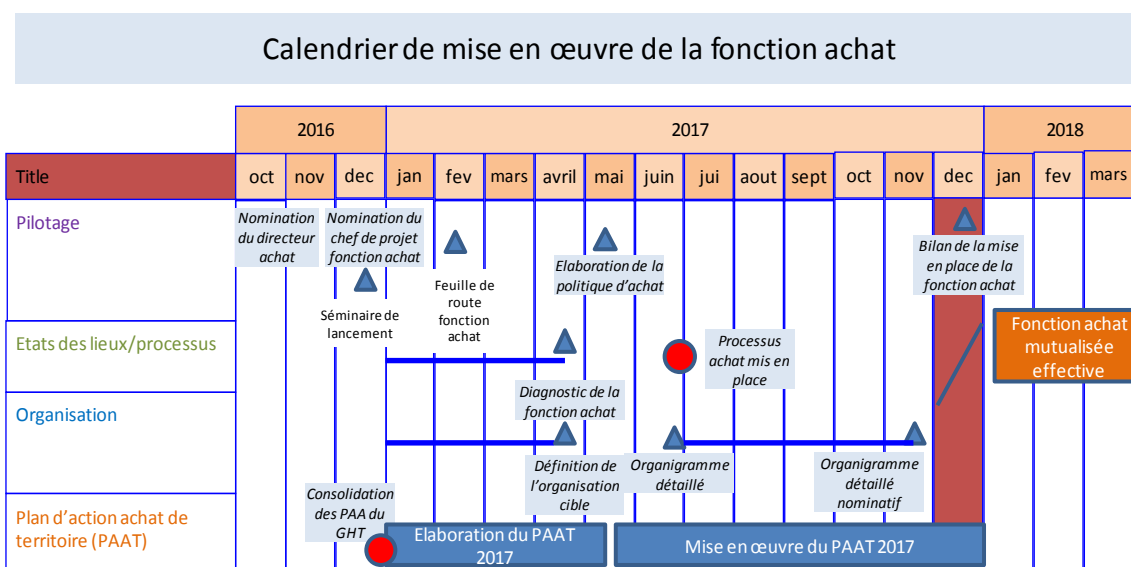 Calendrier de mise en œuvre de la fonction achat
2016
2017
2018
Title
oct
nov
dec
jan
fev
mars
avril
mai
juin
jui
aout
sept
oct
nov
dec
jan
fev
mars
Pilotage
Nomination
du directeur
achat
Nomination du
chef de projet
fonction achat
Séminaire de
lancement
Feuille de
route
fonction
achat
Elaboration de la
politique d'achat
Bilan de la mise
en place de la
fonction achat
Etats des lieux/processus
Diagnostic de la
fonction achat
Processus
achat mis en
place
Fonction achat
mutualisée
effective
Organisation
Définition de
l'organisation
cible
Organigramme
détaillé
Organigramme
détaillé
nominatif
Plan d'action achat de
territoire (PAAT)
Consolidation
des PAA du
GHT
Elaboration du PAAT
2017
Mise en œuvre du PAAT 2017